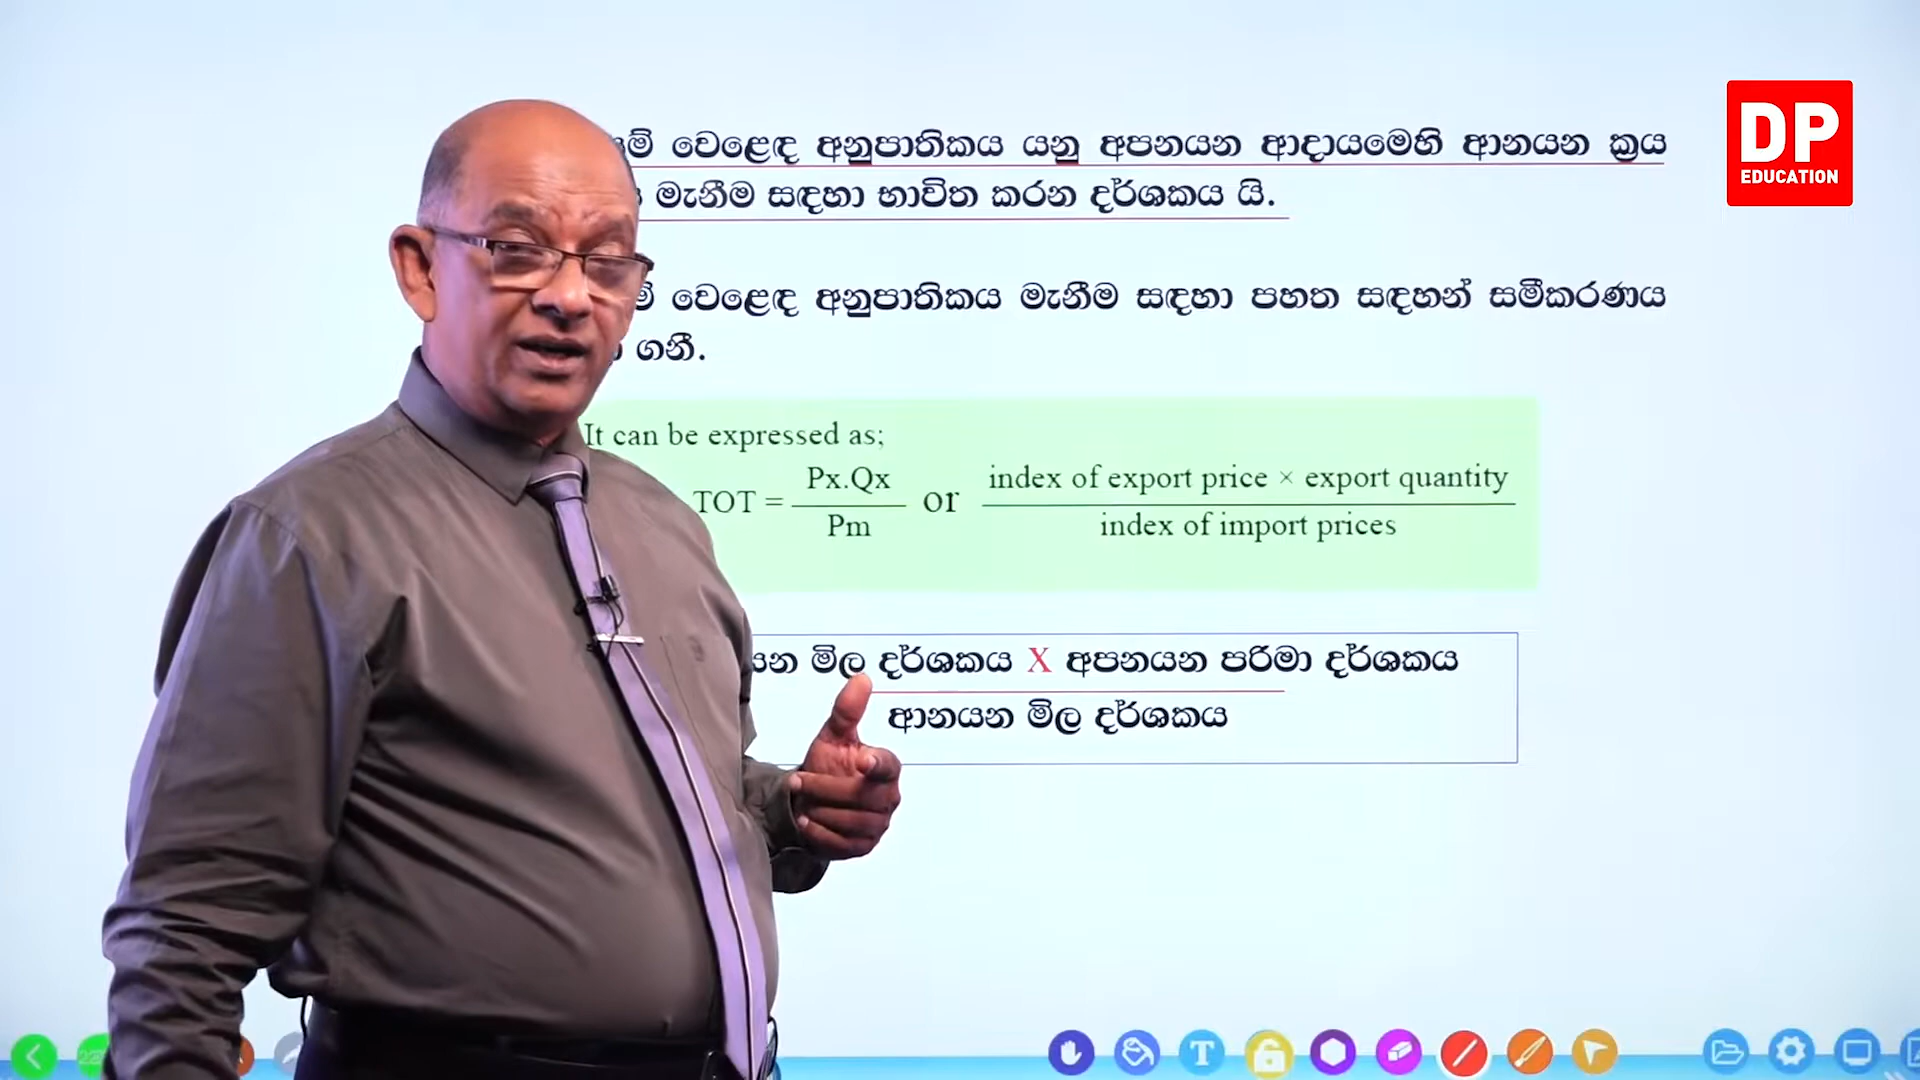 වෙළෙඳ අනුපාතිකය යනු අපනයන ආදායමෙහි ආනයන ක්‍රය
මැනීම සඳහා භාවිත කරන දර්ශකය යි.
වෙළෙඳ අනුපාතිකය මැනීම සඳහා පහත සඳහන් සමීකරණය
ගනී.
It can be expressed as;
TOT = Px.Qx / Pm or index of export price × export quantity / index of import prices
මිල දර්ශකය X අපනයන පරිමා දර්ශකය
ආනයන මිල දර්ශකය
DP
EDUCATION